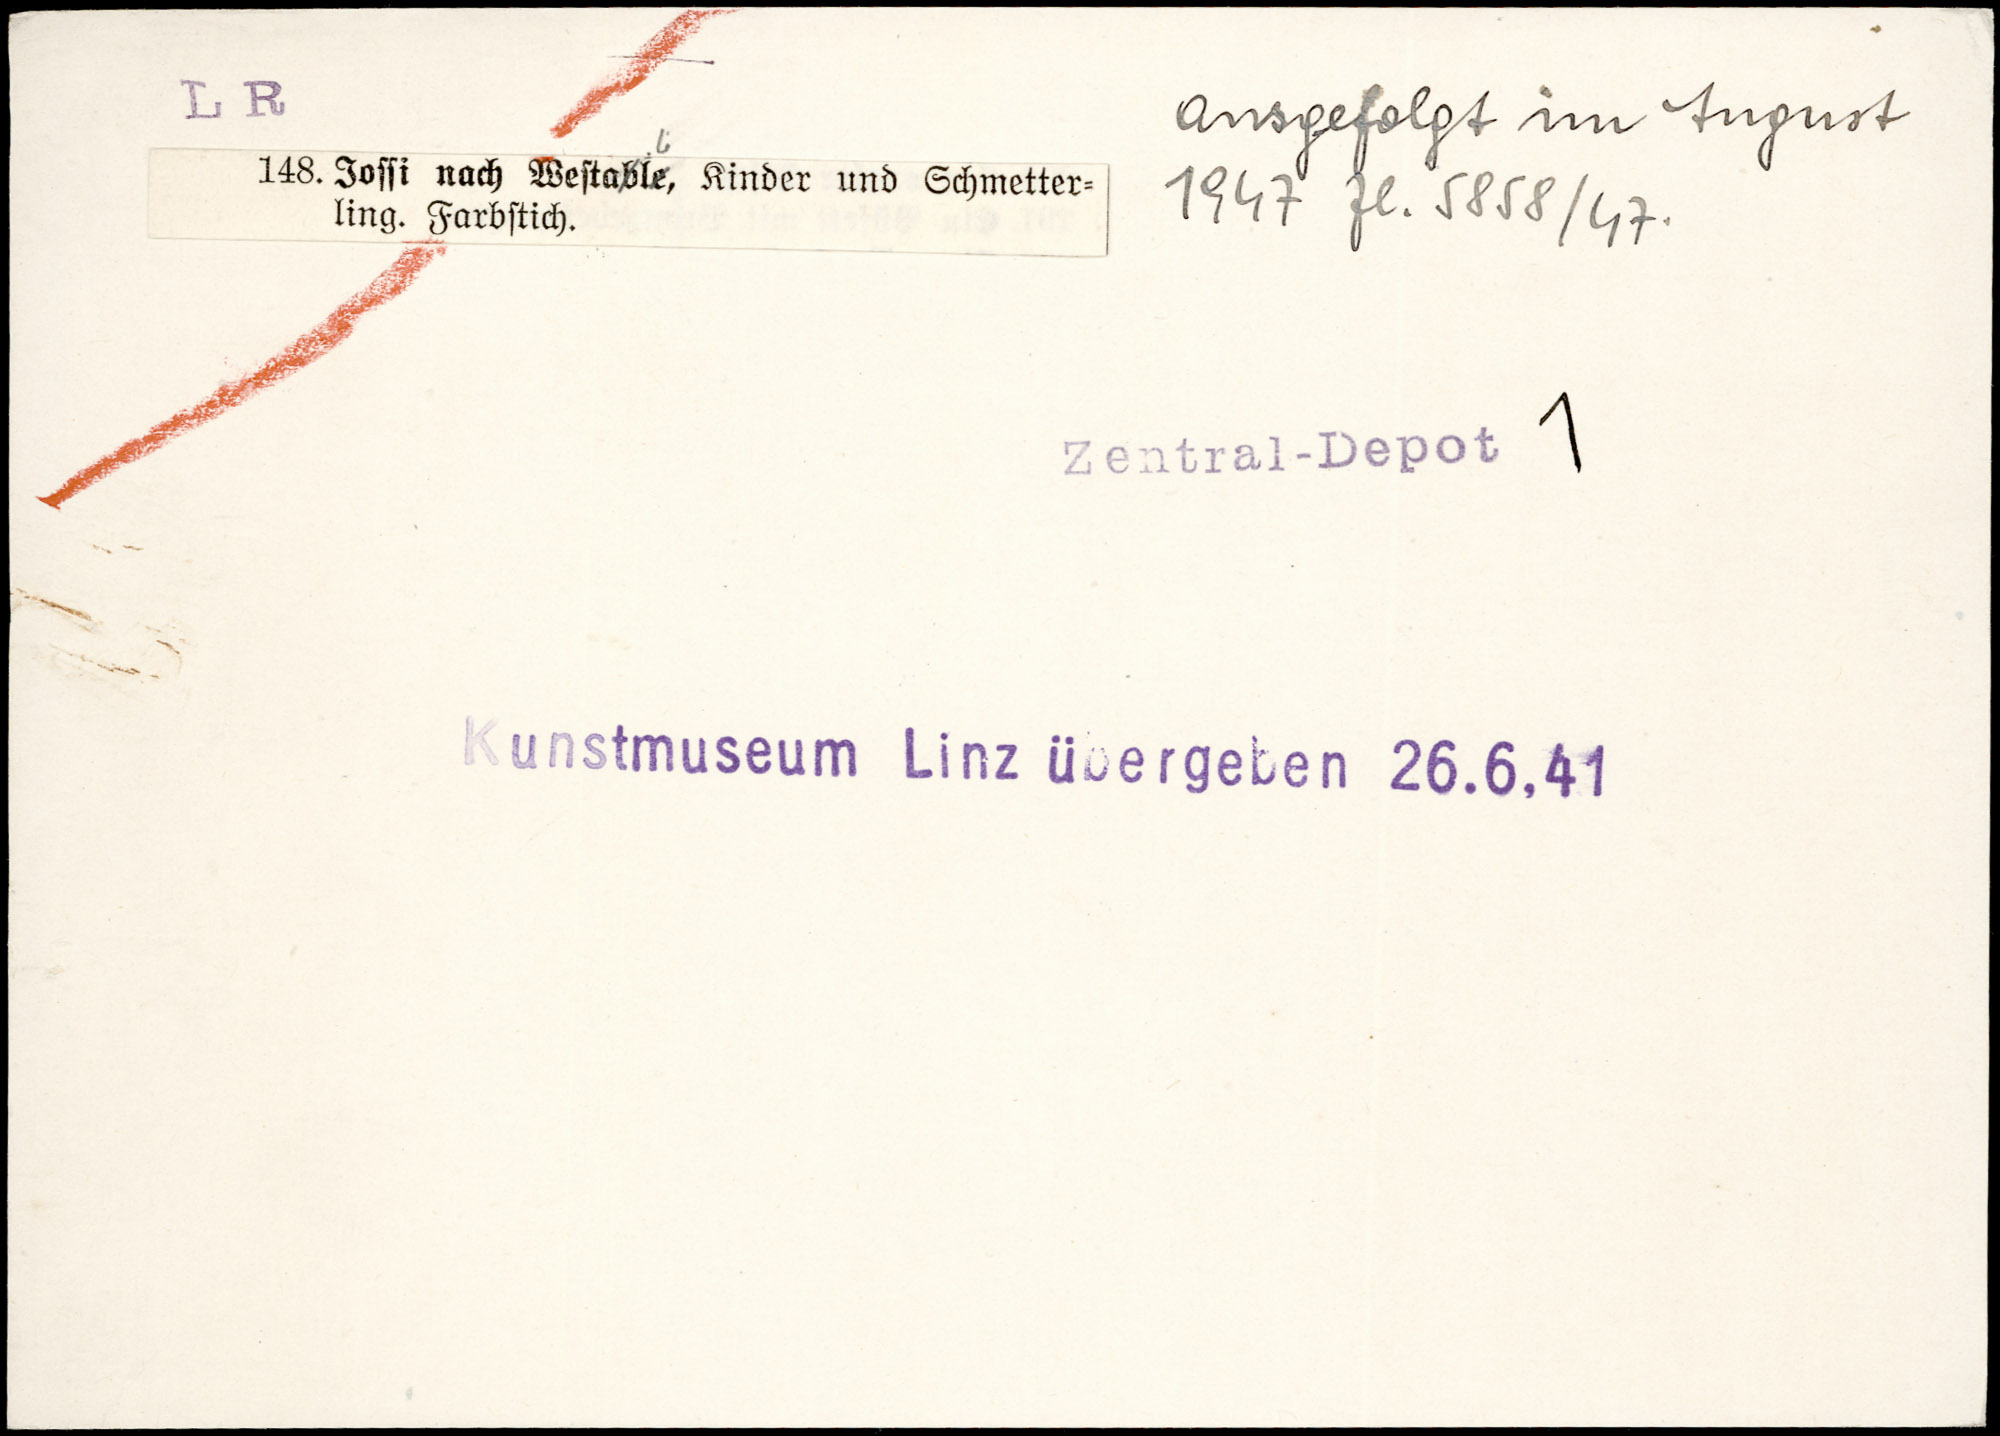 L R
ausgefolgt im August
1947 Zl. 5858/47.
148. Jossi nach Westable, Kinder und Schmetter=
ling. Farbstich.
Zentral-Depot 1
Kunstmuseum Linz übergeben 26.6.41